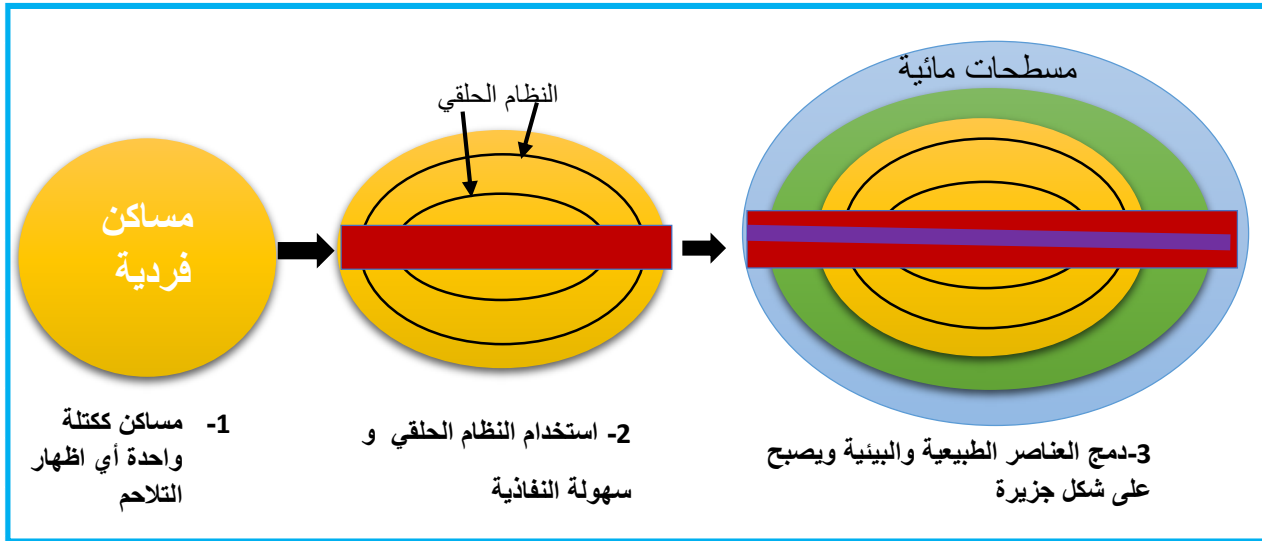 مساكن
فردية
1- مساكن ككتلة
واحدة أي اظهار
التلاحم
النظام الحلقي
2- استخدام النظام الحلقي و
سهولة النفاذية
مسطحات مائية
3-دمج العناصر الطبيعية والبيئية ويصبح
على شكل جزيرة